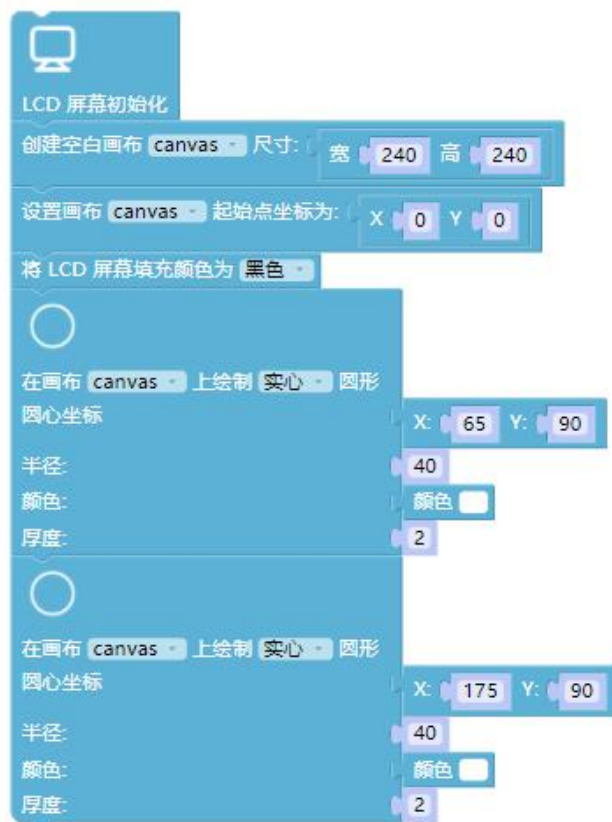 LCD 屏幕初始化
创建空白画布 canvas 尺寸: 宽 240 高 240
设置画布 canvas 起始点坐标为: X 0 Y 0
将 LCD 屏幕填充颜色为 黑色
在画布 canvas 上绘制 实心 圆形
圆心坐标 X: 65 Y: 90
半径: 40
颜色: 颜色
厚度: 2
在画布 canvas 上绘制 实心 圆形
圆心坐标 X: 175 Y: 90
半径: 40
颜色: 颜色
厚度: 2